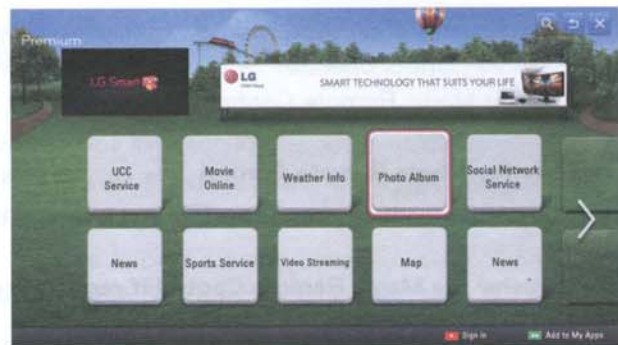 Premium
LG Smart
LG
SMART TECHNOLOGY THAT SUITS YOUR LIFE
UCC Service
Movie Online
Weather Info
Photo Album
Social Network Service
News
Sports Service
Video Streaming
Map
News
Sign in
Add to My Apps